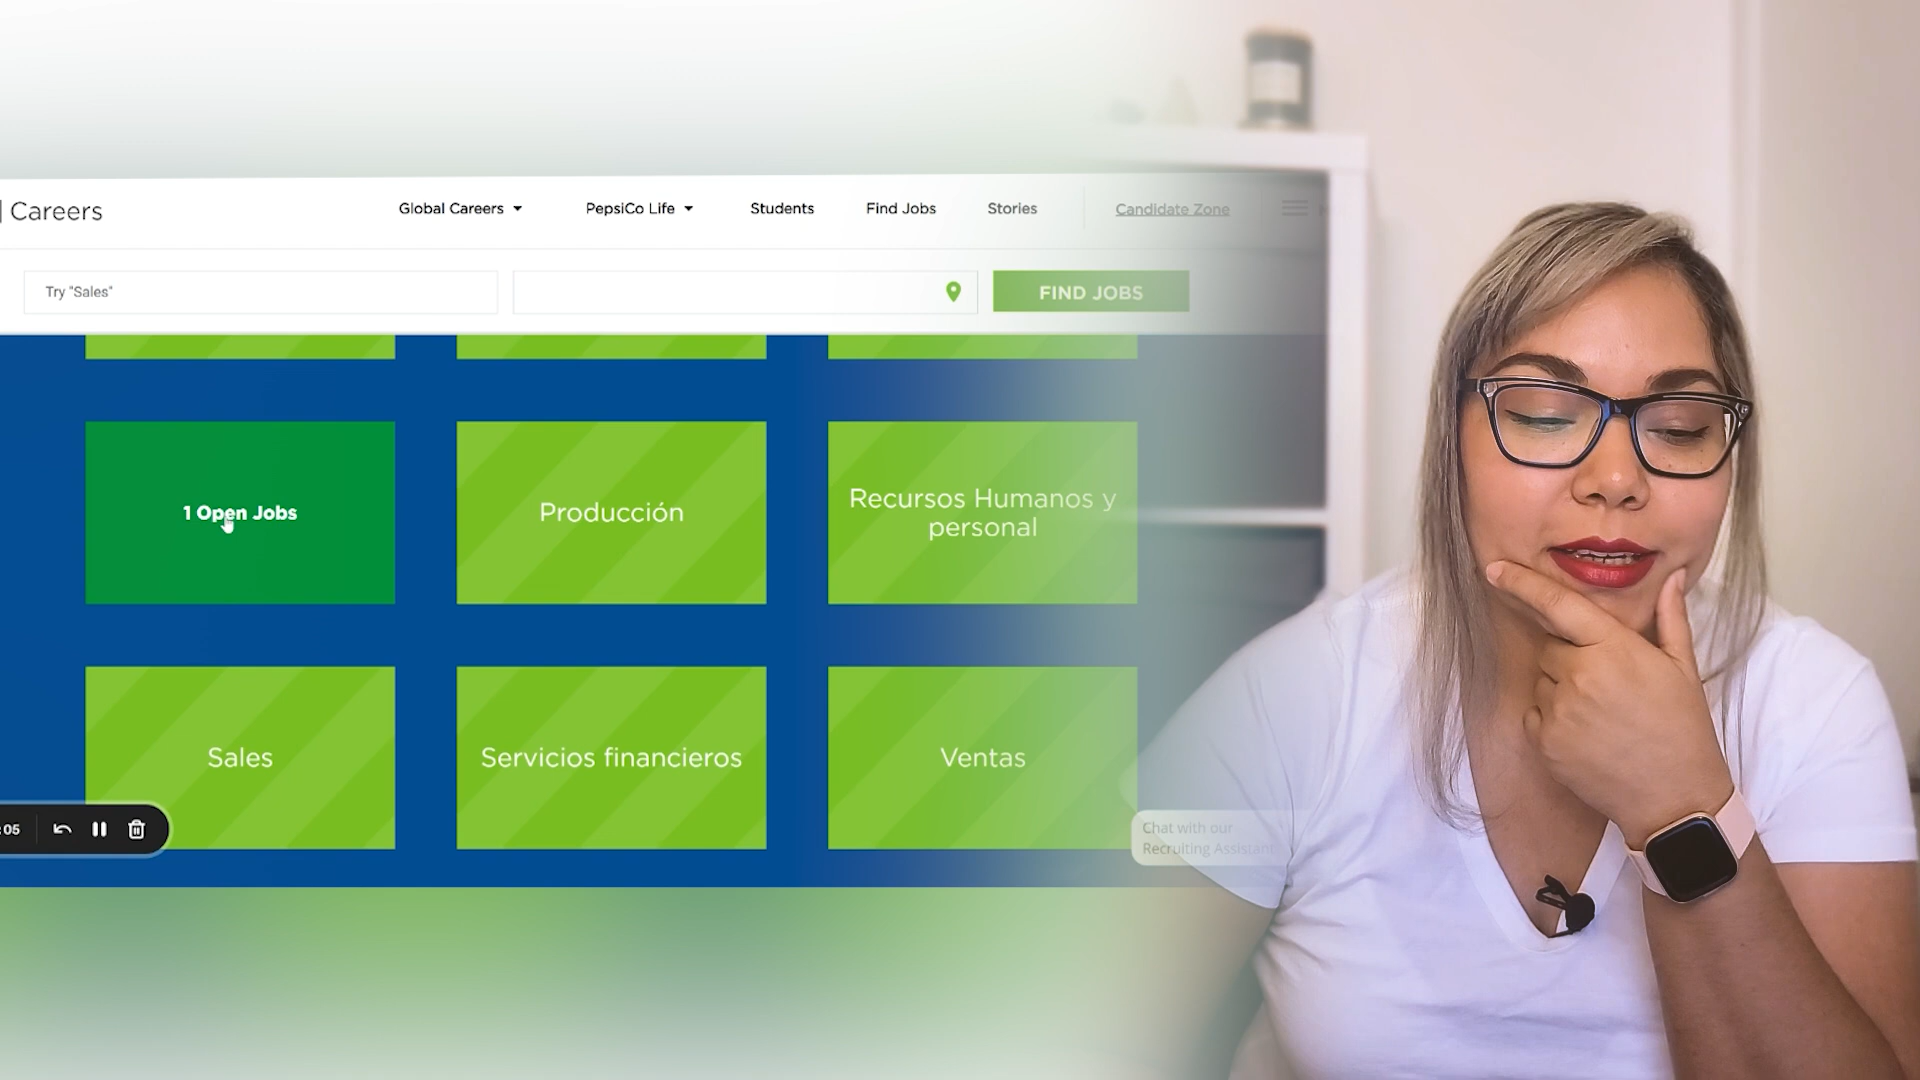 Careers
Global Careers
PepsiCo Life
Students
Find Jobs
Stories
Candidate Zone
Try "Sales"
FIND JOBS
1 Open Jobs
Producción
Recursos Humanos y
personal
Sales
Servicios financieros
Ventas
:05
Chat with our
Recruiting Assistant